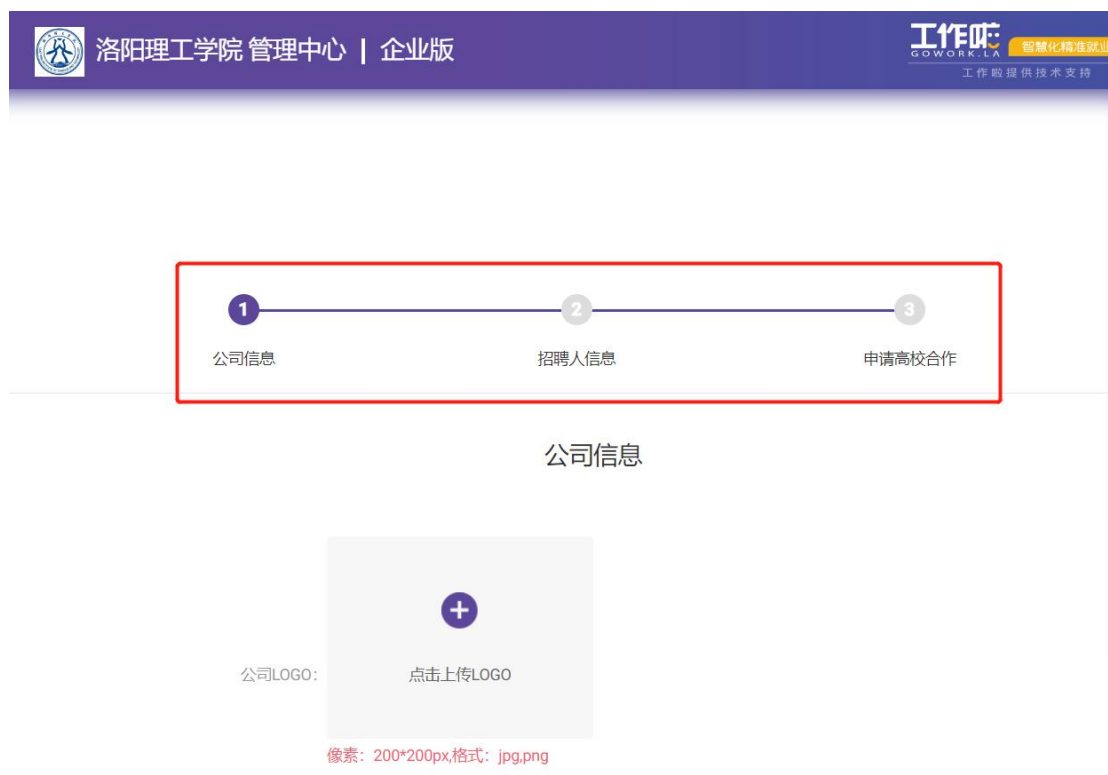 洛阳理工学院 管理中心 | 企业版
工作啦
GOWORK.LA
智慧化精准就业
工作啦提供技术支持
1
2
3
公司信息
招聘人信息
申请高校合作
公司信息
公司LOGO：
点击上传LOGO
像素：200*200px,格式：jpg,png